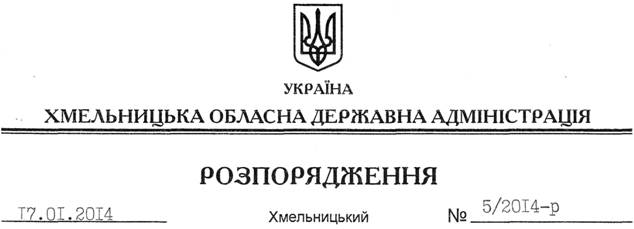 УКРАЇНА
ХМЕЛЬНИЦЬКА ОБЛАСНА ДЕРЖАВНА АДМІНІСТРАЦІЯ
РОЗПОРЯДЖЕННЯ
17.01.2014 Хмельницький № 5/2014-р